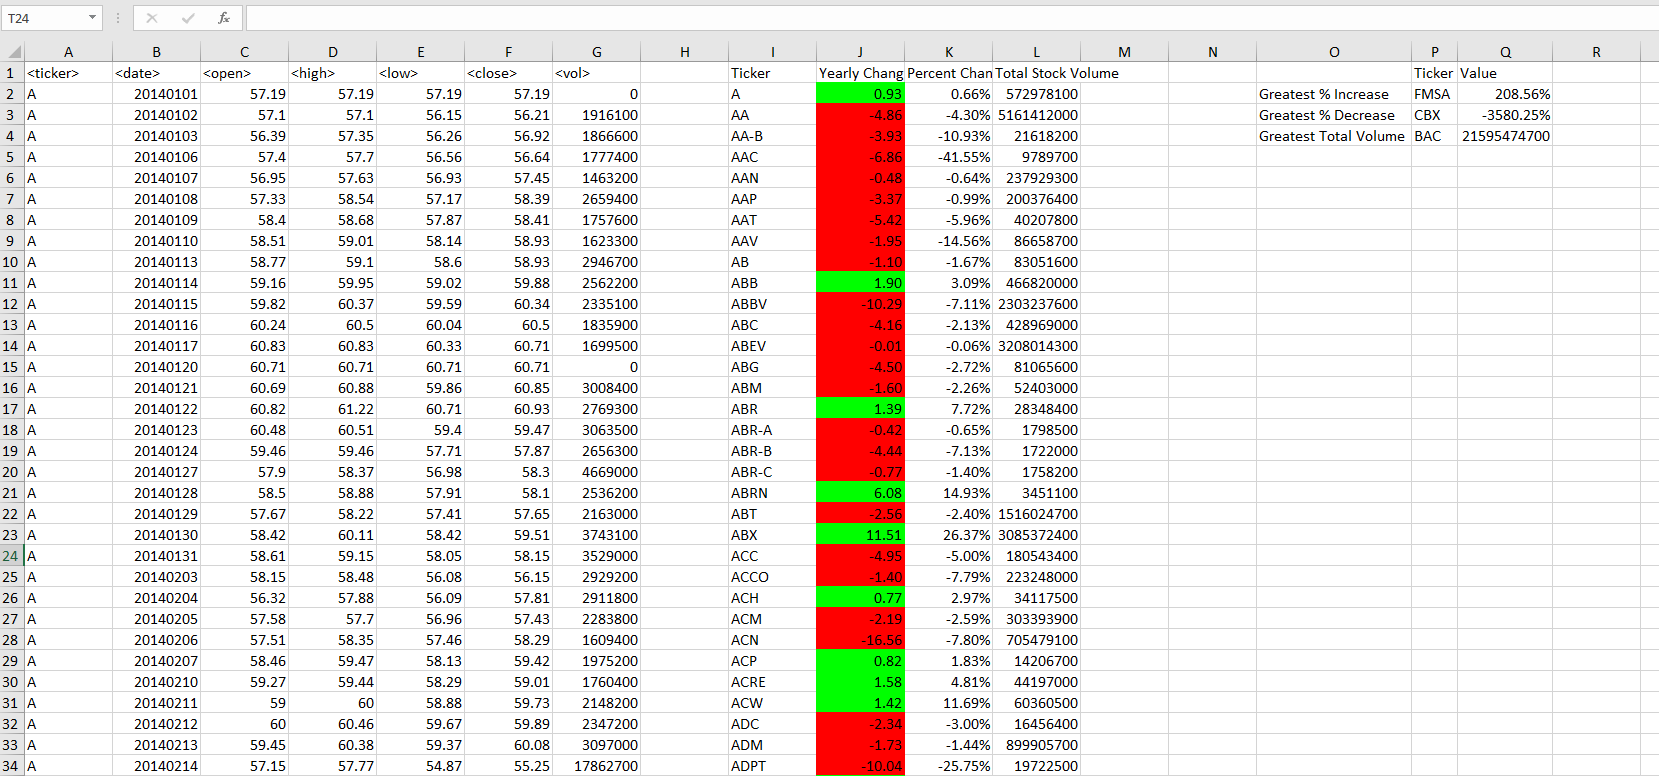 T24 fx
A B C D E F G H I J K L M N O P Q R
1 <ticker> <date> <open> <high> <low> <close> <vol> Ticker Yearly Chang Percent Chan Total Stock Volume Ticker Value
2 A 20140101 57.19 57.19 57.19 57.19 0 A 0.93 0.66% 572978100 Greatest % Increase FMSA 208.56%
3 A 20140102 57.1 57.1 56.15 56.21 1916100 AA -4.86 -4.30% 5161412000 Greatest % Decrease CBX -3580.25%
4 A 20140103 56.39 57.35 56.26 56.92 1866600 AA-B -3.93 -10.93% 21618200 Greatest Total Volume BAC 21595474700
5 A 20140106 57.4 57.7 56.56 56.64 1777400 AAC -6.86 -41.55% 9789700
6 A 20140107 56.95 57.63 56.93 57.45 1463200 AAN -0.48 -0.64% 237929300
7 A 20140108 57.33 58.54 57.17 58.39 2659400 AAP -3.37 -0.99% 200376400
8 A 20140109 58.4 58.68 57.87 58.41 1757600 AAT -5.42 -5.96% 40207800
9 A 20140110 58.51 59.01 58.14 58.93 1623300 AAV -1.95 -14.56% 86658700
10 A 20140113 58.77 59.1 58.6 58.93 2946700 AB -1.10 -1.67% 83051600
11 A 20140114 59.16 59.95 59.02 59.88 2562200 ABB 1.90 3.09% 466820000
12 A 20140115 59.82 60.37 59.59 60.34 2335100 ABBV -10.29 -7.11% 2303237600
13 A 20140116 60.24 60.5 60.04 60.5 1835900 ABC -4.16 -2.13% 428969000
14 A 20140117 60.83 60.83 60.33 60.71 1699500 ABEV -0.01 -0.06% 3208014300
15 A 20140120 60.71 60.71 60.71 60.71 0 ABG -4.50 -2.72% 81065600
16 A 20140121 60.69 60.88 59.86 60.85 3008400 ABM -1.60 -2.26% 52403000
17 A 20140122 60.82 61.22 60.71 60.93 2769300 ABR 1.39 7.72% 28348400
18 A 20140123 60.48 60.51 59.4 59.47 3063500 ABR-A -0.42 -0.65% 1798500
19 A 20140124 59.46 59.46 57.71 57.87 2656300 ABR-B -4.44 -7.13% 1722000
20 A 20140127 57.9 58.37 56.98 58.3 4669000 ABR-C -0.77 -1.40% 1758200
21 A 20140128 58.5 58.88 57.91 58.1 2536200 ABRN 6.08 14.93% 3451100
22 A 20140129 57.67 58.22 57.41 57.65 2163000 ABT -2.56 -2.40% 1516024700
23 A 20140130 58.42 60.11 58.42 59.51 3743100 ABX 11.51 26.37% 3085372400
24 A 20140131 58.61 59.15 58.05 58.15 3529000 ACC -4.95 -5.00% 180543400
25 A 20140203 58.15 58.48 56.08 56.15 2929200 ACCO -1.40 -7.79% 223248000
26 A 20140204 56.32 57.88 56.09 57.81 2911800 ACH 0.77 2.97% 34117500
27 A 20140205 57.58 57.7 56.96 57.43 2283800 ACM -2.19 -2.59% 303393900
28 A 20140206 57.51 58.35 57.46 58.29 1609400 ACN -16.56 -7.80% 705479100
29 A 20140207 58.46 59.47 58.13 59.42 1975200 ACP 0.82 1.83% 14206700
30 A 20140210 59.27 59.44 58.29 59.01 1760400 ACRE 1.58 4.81% 44197000
31 A 20140211 59 60 58.88 59.73 2148200 ACW 1.42 11.69% 60360500
32 A 20140212 60 60.46 59.67 59.89 2347200 ADC -2.34 -3.00% 16456400
33 A 20140213 59.45 60.38 59.37 60.08 3097000 ADM -1.73 -1.44% 899905700
34 A 20140214 57.15 57.77 54.87 55.25 17862700 ADPT -10.04 -25.75% 19722500